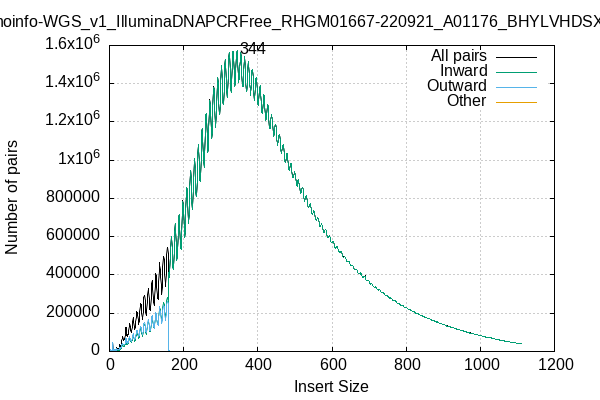 noinfo-WGS_v1_IlluminaDNAPCRFree_RHGM01667-220921_A01176_BHYLVHDSX
1.6x10^6
1.4x10^6
1.2x10^6
1x10^6
800000
600000
400000
200000
0
Number of pairs
344
All pairs
Inward
Outward
Other
0 200 400 600 800 1000 1200
Insert Size